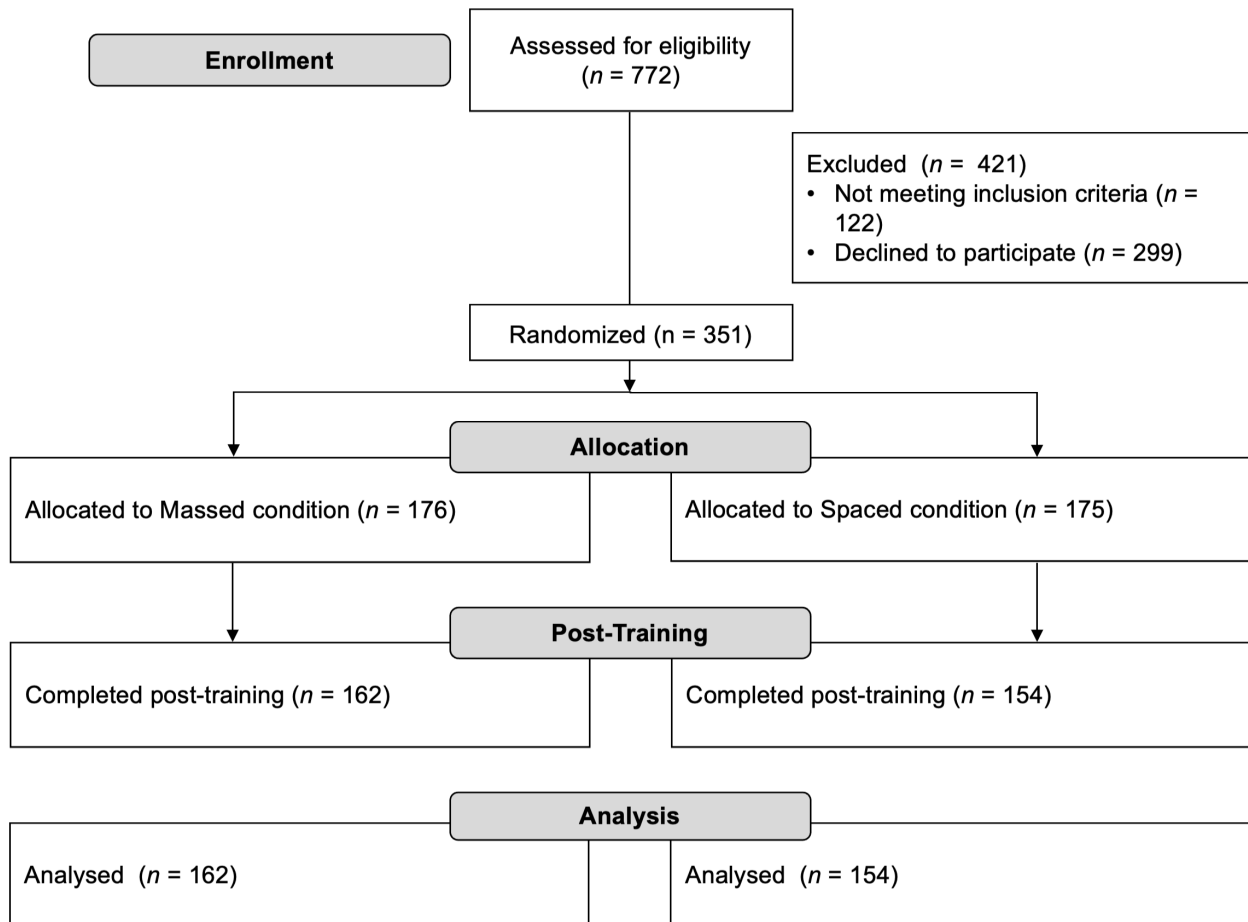 Enrollment
Assessed for eligibility
(n = 772)
Excluded  (n =  421)
• Not meeting inclusion criteria (n =
122)
• Declined to participate (n = 299)
Randomized (n = 351)
Allocation
Allocated to Massed condition (n = 176)
Allocated to Spaced condition (n = 175)
Post-Training
Completed post-training (n = 162)
Completed post-training (n = 154)
Analysis
Analysed  (n = 162)
Analysed  (n = 154)